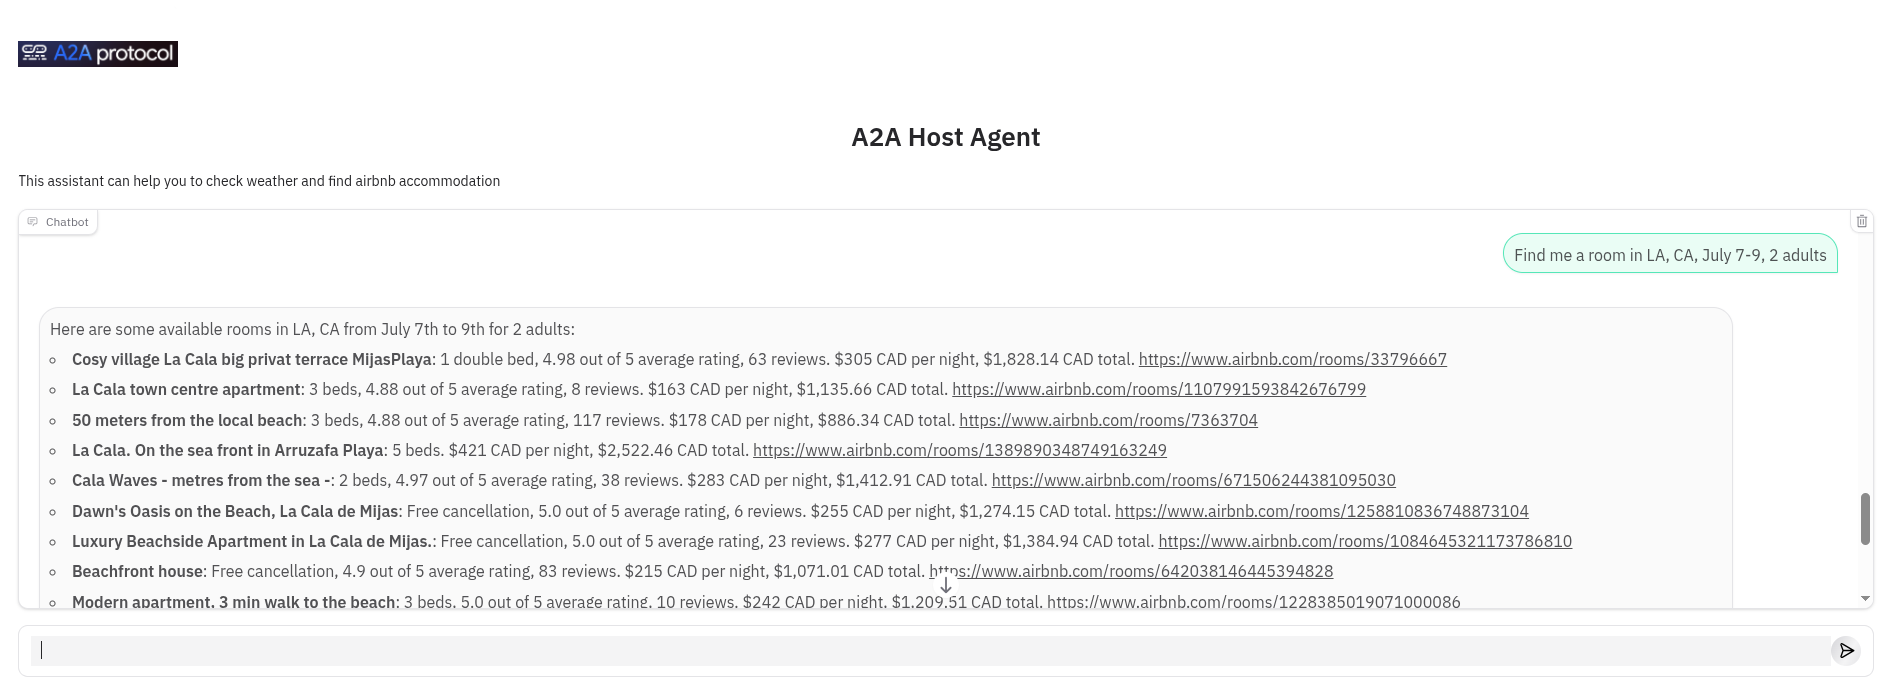 A2A protocol
A2A Host Agent
This assistant can help you to check weather and find airbnb accommodation
Chatbot
Find me a room in LA, CA, July 7-9, 2 adults
Here are some available rooms in LA, CA from July 7th to 9th for 2 adults:
Cosy village La Cala big privat terrace MijasPlaya: 1 double bed, 4.98 out of 5 average rating, 63 reviews. $305 CAD per night, $1,828.14 CAD total. https://www.airbnb.com/rooms/33796667
La Cala town centre apartment: 3 beds, 4.88 out of 5 average rating, 8 reviews. $163 CAD per night, $1,135.66 CAD total. https://www.airbnb.com/rooms/1107991593842676799
50 meters from the local beach: 3 beds, 4.88 out of 5 average rating, 117 reviews. $178 CAD per night, $886.34 CAD total. https://www.airbnb.com/rooms/7363704
La Cala. On the sea front in Arruzafa Playa: 5 beds. $421 CAD per night, $2,522.46 CAD total. https://www.airbnb.com/rooms/1389890348749163249
Cala Waves - metres from the sea -: 2 beds, 4.97 out of 5 average rating, 38 reviews. $283 CAD per night, $1,412.91 CAD total. https://www.airbnb.com/rooms/671506244381095030
Dawn's Oasis on the Beach, La Cala de Mijas: Free cancellation, 5.0 out of 5 average rating, 6 reviews. $255 CAD per night, $1,274.15 CAD total. https://www.airbnb.com/rooms/1258810836748873104
Luxury Beachside Apartment in La Cala de Mijas.: Free cancellation, 5.0 out of 5 average rating, 23 reviews. $277 CAD per night, $1,384.94 CAD total. https://www.airbnb.com/rooms/1084645321173786810
Beachfront house: Free cancellation, 4.9 out of 5 average rating, 83 reviews. $215 CAD per night, $1,071.01 CAD total. https://www.airbnb.com/rooms/642038146445394828
Modern apartment, 3 min walk to the beach: 3 beds, 5.0 out of 5 average rating, 10 reviews. $242 CAD per night, $1,209.51 CAD total. https://www.airbnb.com/rooms/1228385019071000086